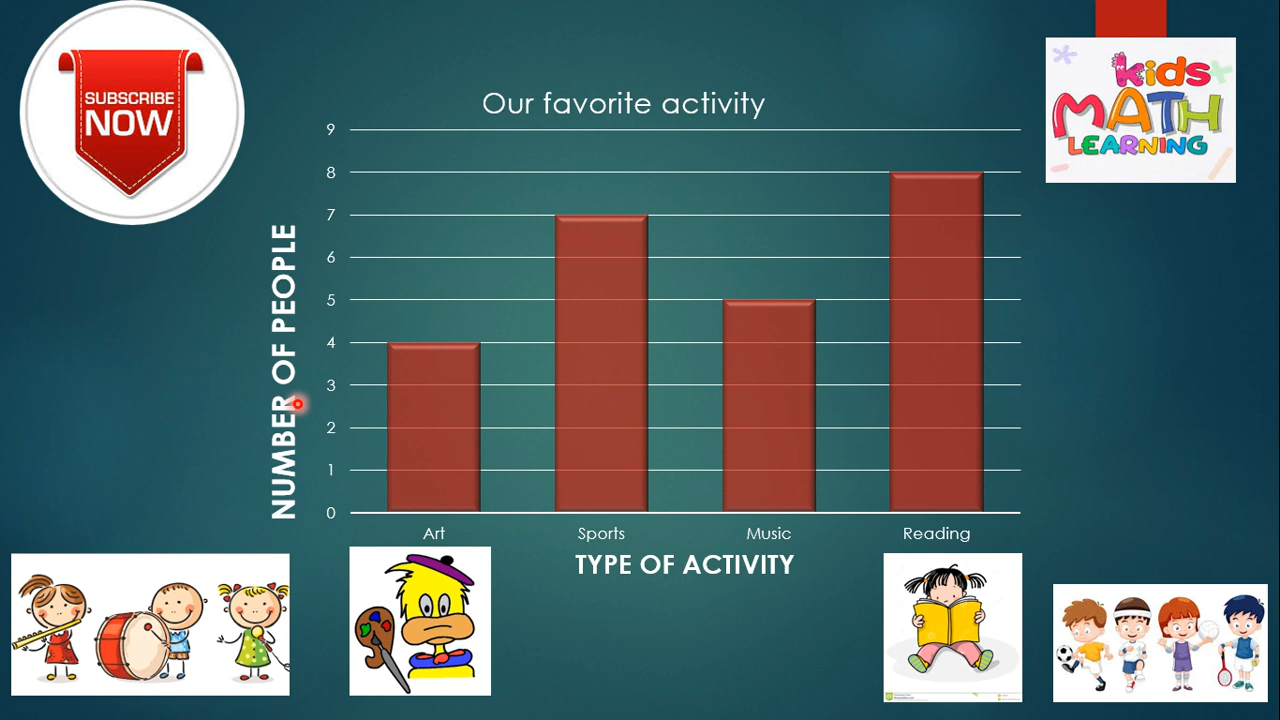 SUBSCRIBE
NOW
kids
MATH
LEARNING
Our favorite activity
NUMBER OF PEOPLE
9
8
7
6
5
4
3
2
1
0
Art Sports Music Reading
TYPE OF ACTIVITY